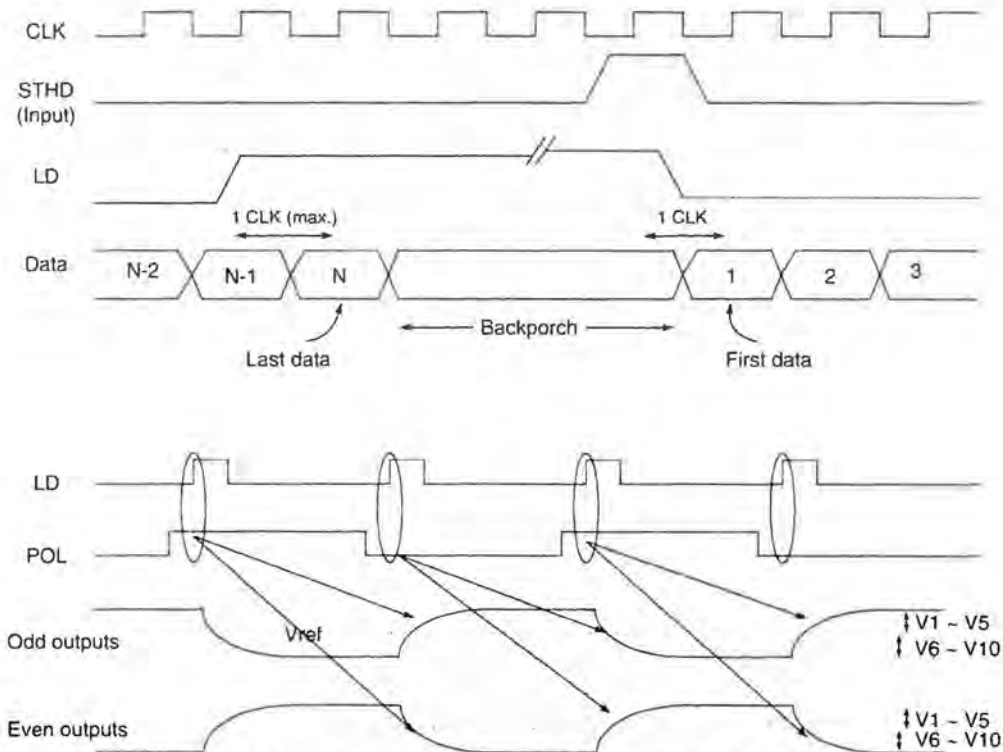 CLK
STHD
(Input)
LD
1 CLK (max.)
1 CLK
Data
N-2
N-1
N
1
2
3
Backporch
Last data
First data
LD
POL
Odd outputs
Vref
V1 ~ V5
V6 ~ V10
Even outputs
V1 ~ V5
V6 ~ V10